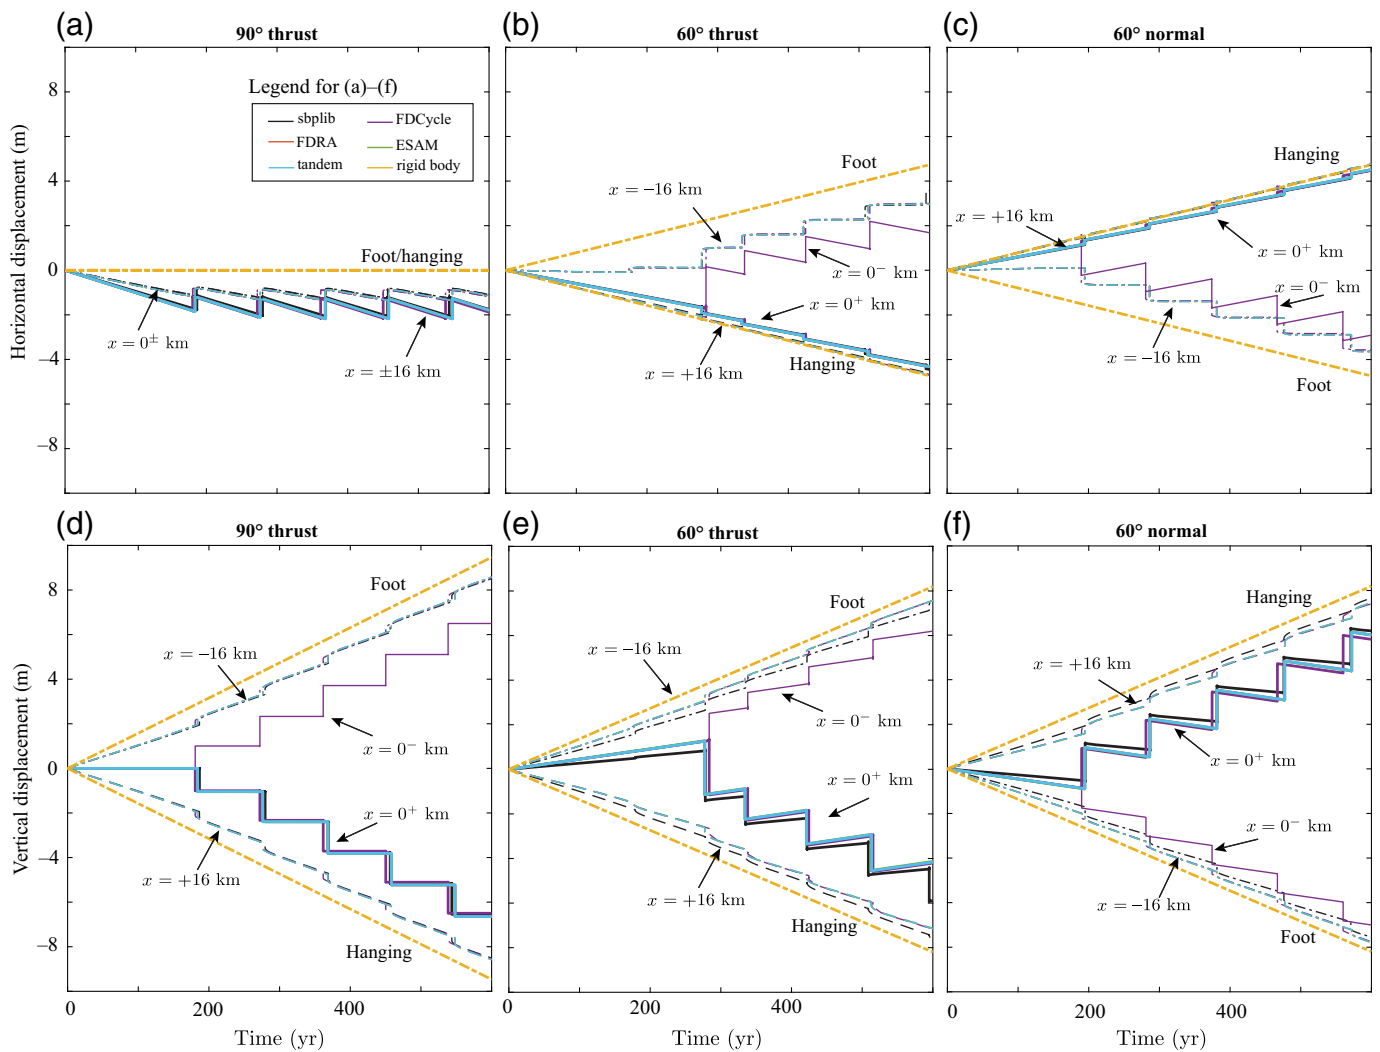 (a)
90° thrust
(b)
60° thrust
(c)
60° normal
Horizontal displacement (m)
8
4
0
−4
−8
Legend for (a)–(f)
sbplib
FDCycle
FDRA
ESAM
tandem
rigid body
Foot/hanging
x = 0± km
x = ±16 km
Foot
x = −16 km
x = 0− km
x = 0+ km
x = +16 km
Hanging
Hanging
x = +16 km
x = 0+ km
x = 0− km
x = −16 km
Foot
(d)
90° thrust
(e)
60° thrust
(f)
60° normal
Vertical displacement (m)
8
4
0
−4
−8
Foot
x = −16 km
x = 0− km
x = 0+ km
x = +16 km
Hanging
Foot
x = −16 km
x = 0− km
x = 0+ km
x = +16 km
Hanging
Hanging
x = +16 km
x = 0+ km
x = 0− km
x = −16 km
Foot
0 200 400
0 200 400
0 200 400
Time (yr)
Time (yr)
Time (yr)